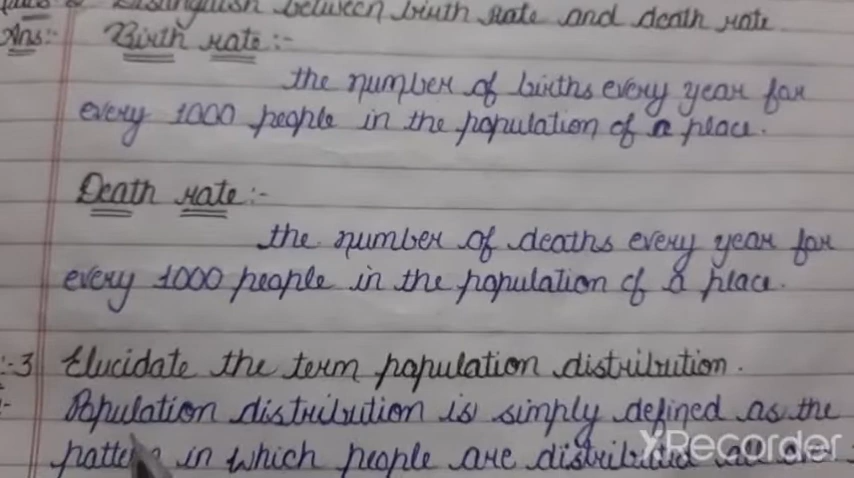 Distinguish between birth rate and death rate.
Ans:- Birth rate:-
the number of births every year for
every 1000 people in the population of a place.
Death rate:-
the number of deaths every year for
every 1000 people in the population of a place.
:-3 Elucidate the term population distribution.
:- Population distribution is simply defined as the
in which people are distributed all
XRecorder